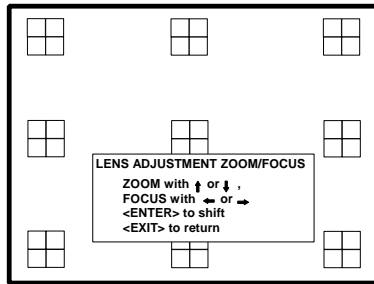 LENS ADJUSTMENT ZOOM/FOCUS
ZOOM with ↑ or ↓ ,
FOCUS with ← or →
<ENTER> to shift
<EXIT> to return